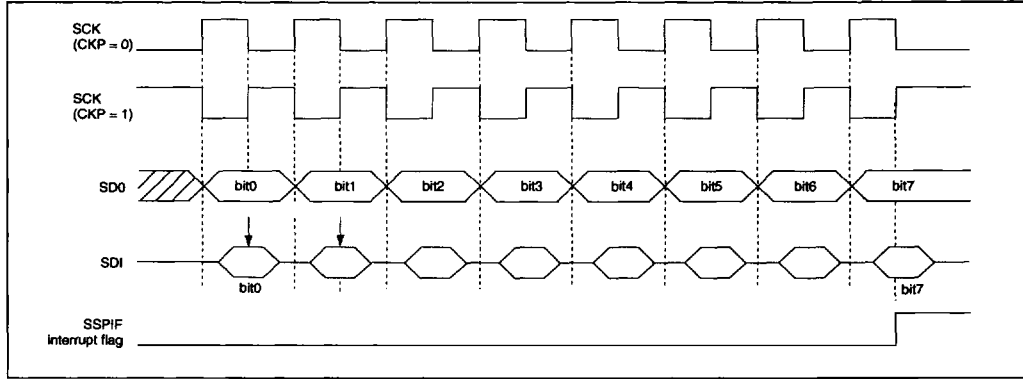 SCK
(CKP = 0)
SCK
(CKP = 1)
SD0
bit0 bit1 bit2 bit3 bit4 bit5 bit6 bit7
SDI
bit0 bit7
SSPIF
interrupt flag